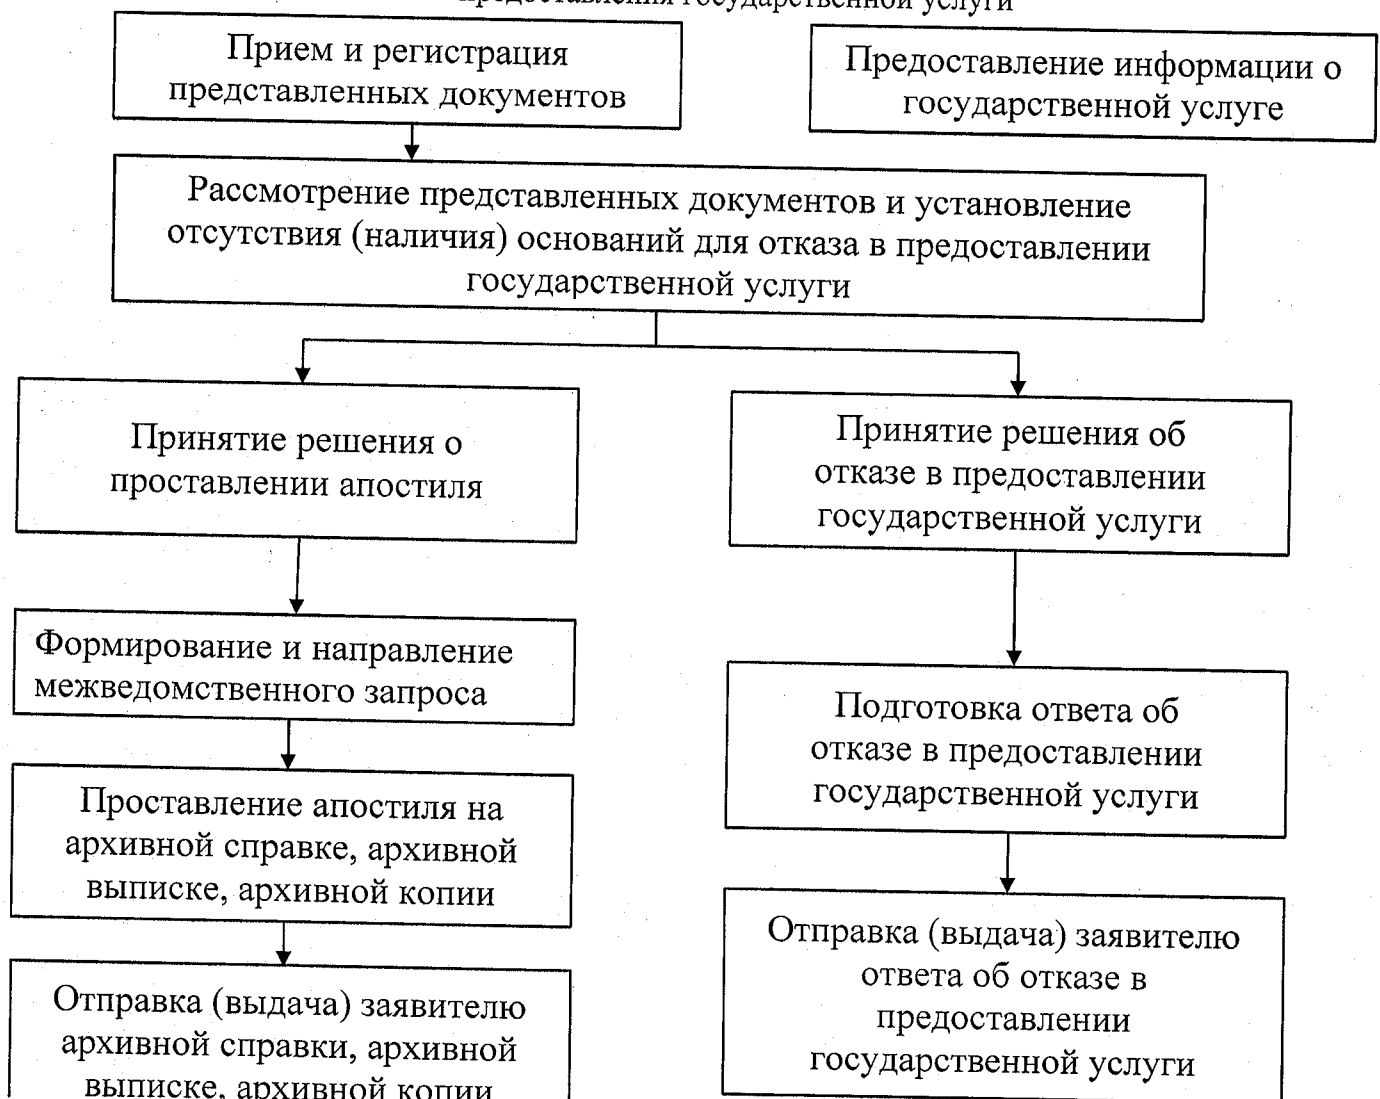 предоставления государственной услуги
Прием и регистрация
представленных документов
Предоставление информации о
государственной услуге
Рассмотрение представленных документов и установление
отсутствия (наличия) оснований для отказа в предоставлении
государственной услуги
Принятие решения о
проставлении апостиля
Принятие решения об
отказе в предоставлении
государственной услуги
Формирование и направление
межведомственного запроса
Подготовка ответа об
отказе в предоставлении
государственной услуги
Проставление апостиля на
архивной справке, архивной
выписке, архивной копии
Отправка (выдача) заявителю
ответа об отказе в
предоставлении
государственной услуги
Отправка (выдача) заявителю
архивной справки, архивной
выписке, архивной копии